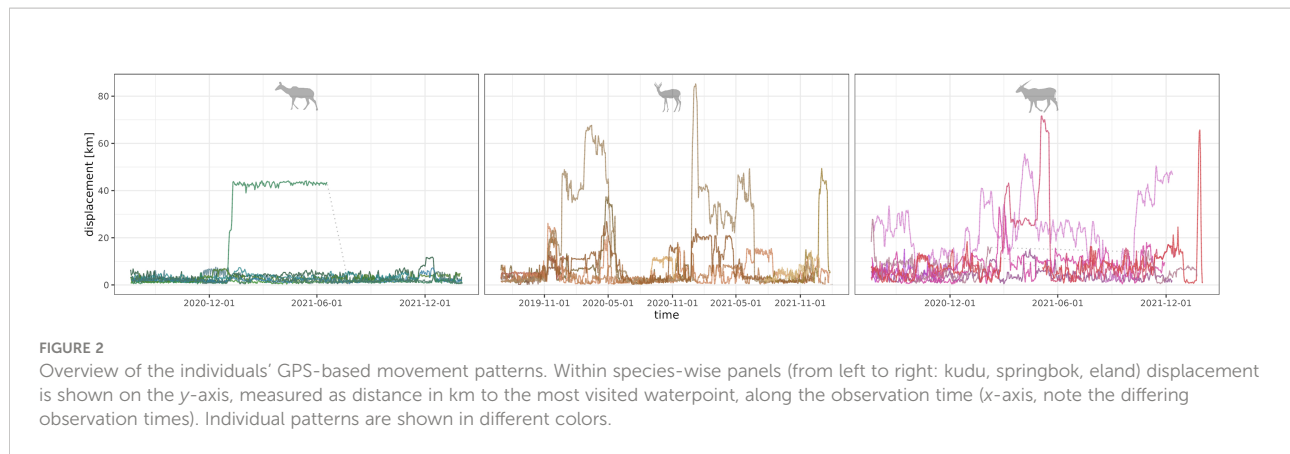 80
60
40
20
0
displacement [km]
2020-12-01 2021-06-01 2021-12-01
2019-11-01 2020-05-01 2020-11-01 2021-05-01 2021-11-01
2020-12-01 2021-06-01 2021-12-01
time
FIGURE 2
Overview of the individuals’ GPS-based movement patterns. Within species-wise panels (from left to right: kudu, springbok, eland) displacement
is shown on the y-axis, measured as distance in km to the most visited waterpoint, along the observation time (x-axis, note the differing
observation times). Individual patterns are shown in different colors.